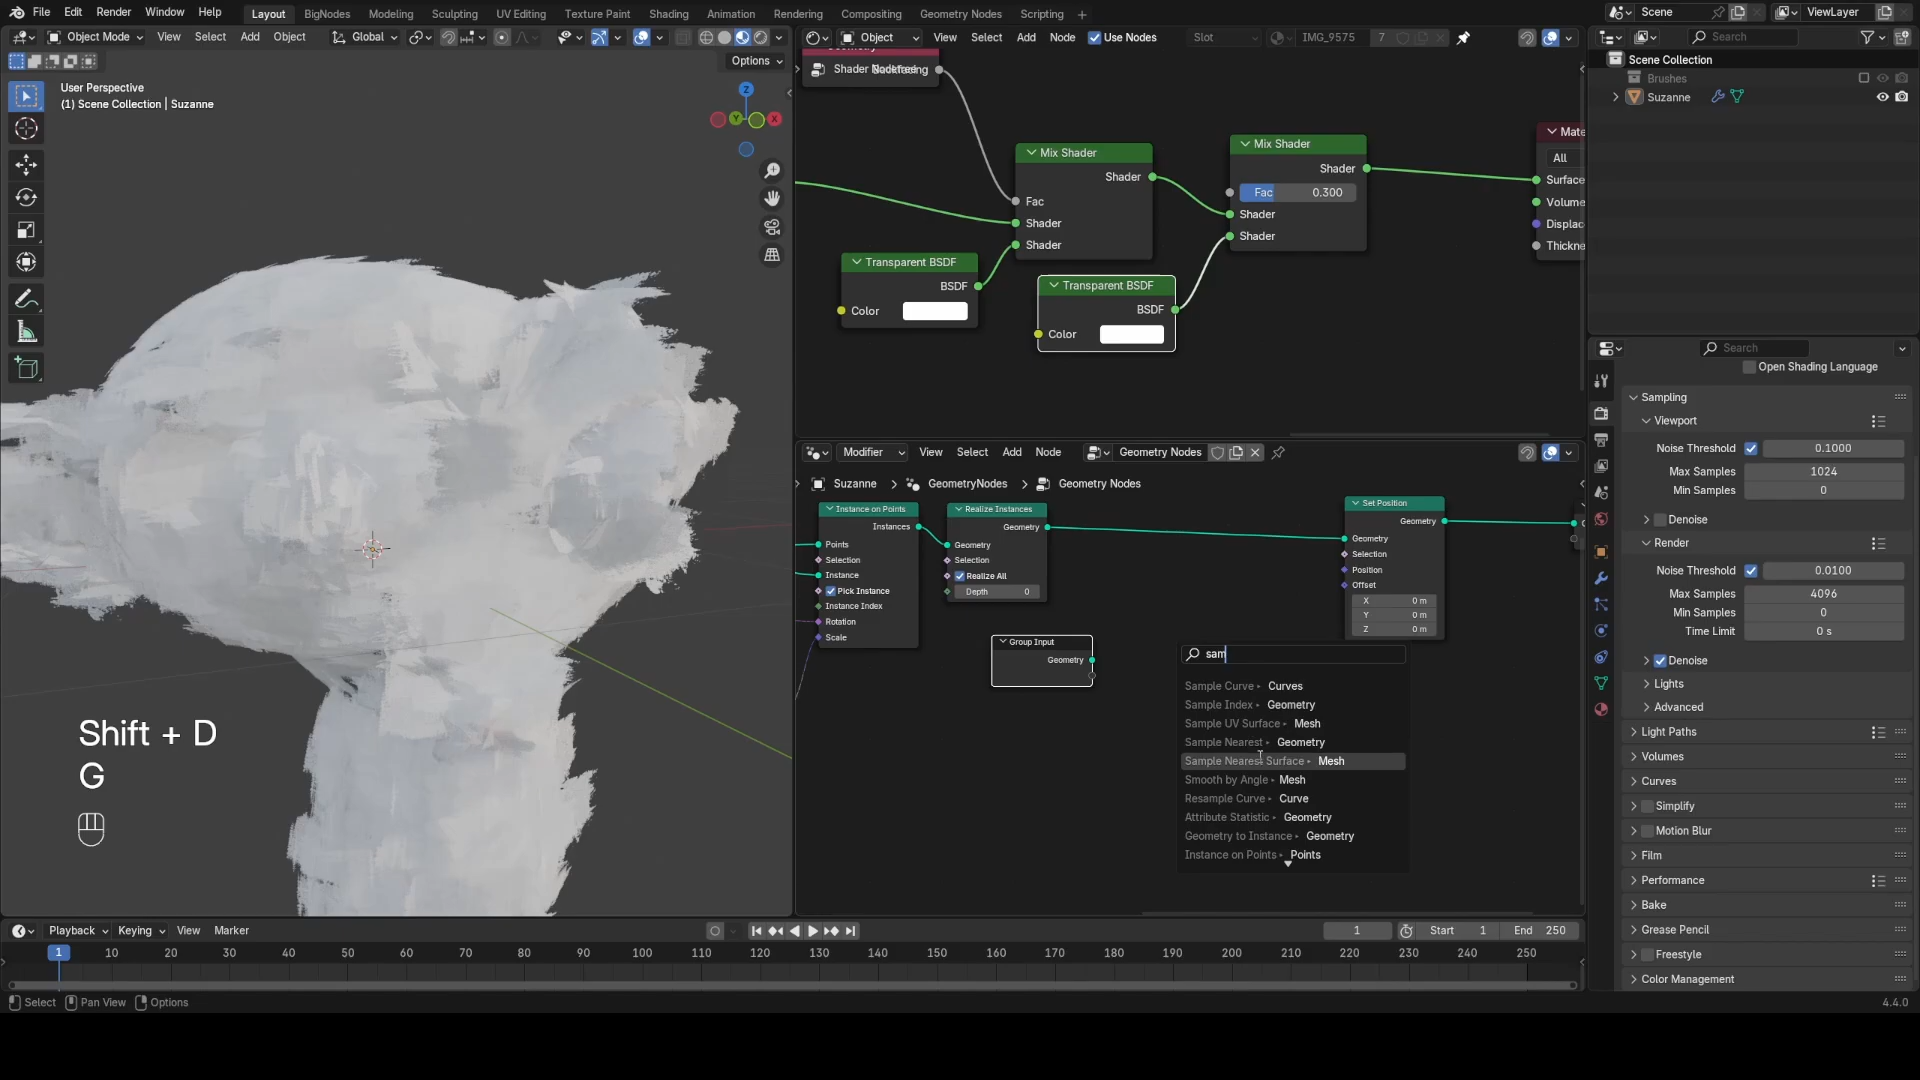 File Edit Render Window Help Layout BigNodes Modeling Sculpting UV Editing Texture Paint Shading Animation Rendering Compositing Geometry Nodes Scripting + Scene ViewLayer
Object Mode View Select Add Object Global
Options
User Perspective
(1) Scene Collection | Suzanne
Z
Y X
Shift + D
G
Object View Select Add Node Use Nodes Slot IMG_9575 7
Backfacing
Mix Shader
Shader
Fac
Shader
Shader
Mix Shader
Shader
Fac 0.300
Shader
Shader
Transparent BSDF
BSDF
Color
Transparent BSDF
BSDF
Color
Mate
All
Surface
Volume
Displac
Thickne
Modifier View Select Add Node Geometry Nodes
Suzanne > GeometryNodes > Geometry Nodes
Instance on Points
Instances
Points
Selection
Instance
Pick Instance
Instance Index
Rotation
Scale
Realize Instances
Geometry
Geometry
Selection
Realize All
Depth 0
Group Input
Geometry
Set Position
Geometry
Geometry
Selection
Position
Offset
X 0 m
Y 0 m
Z 0 m
sam
Sample Curve ▸ Curves
Sample Index ▸ Geometry
Sample UV Surface ▸ Mesh
Sample Nearest ▸ Geometry
Sample Nearest Surface ▸ Mesh
Smooth by Angle ▸ Mesh
Resample Curve ▸ Curve
Attribute Statistic ▸ Geometry
Geometry to Instance ▸ Geometry
Instance on Points ▸ Points
Search
Scene Collection
Brushes
Suzanne
Search
Open Shading Language
Sampling
Viewport
Noise Threshold 0.1000
Max Samples 1024
Min Samples 0
Denoise
Render
Noise Threshold 0.0100
Max Samples 4096
Min Samples 0
Time Limit 0 s
Denoise
Lights
Advanced
Light Paths
Volumes
Curves
Simplify
Motion Blur
Film
Performance
Bake
Grease Pencil
Freestyle
Color Management
Playback Keying View Marker 1 Start 1 End 250
1 10 20 30 40 50 60 70 80 90 100 110 120 130 140 150 160 170 180 190 200 210 220 230 240 250
Select Pan View Options 4.4.0